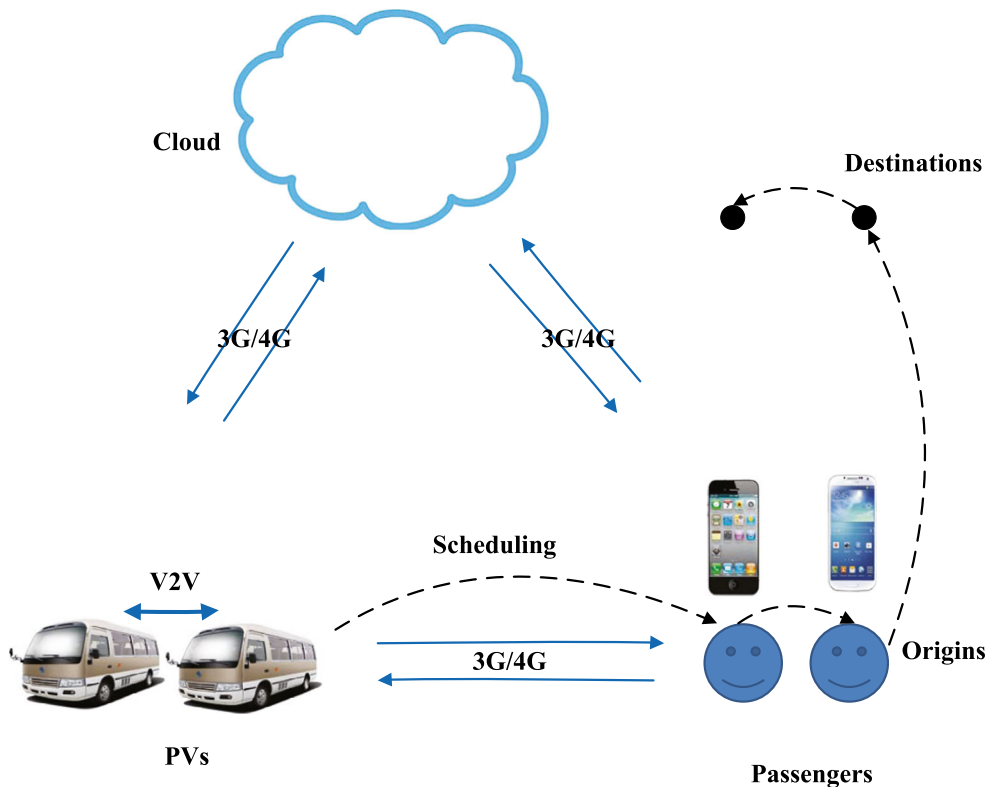 Cloud
Destinations
3G/4G
3G/4G
Scheduling
V2V
3G/4G
Origins
PVs
Passengers